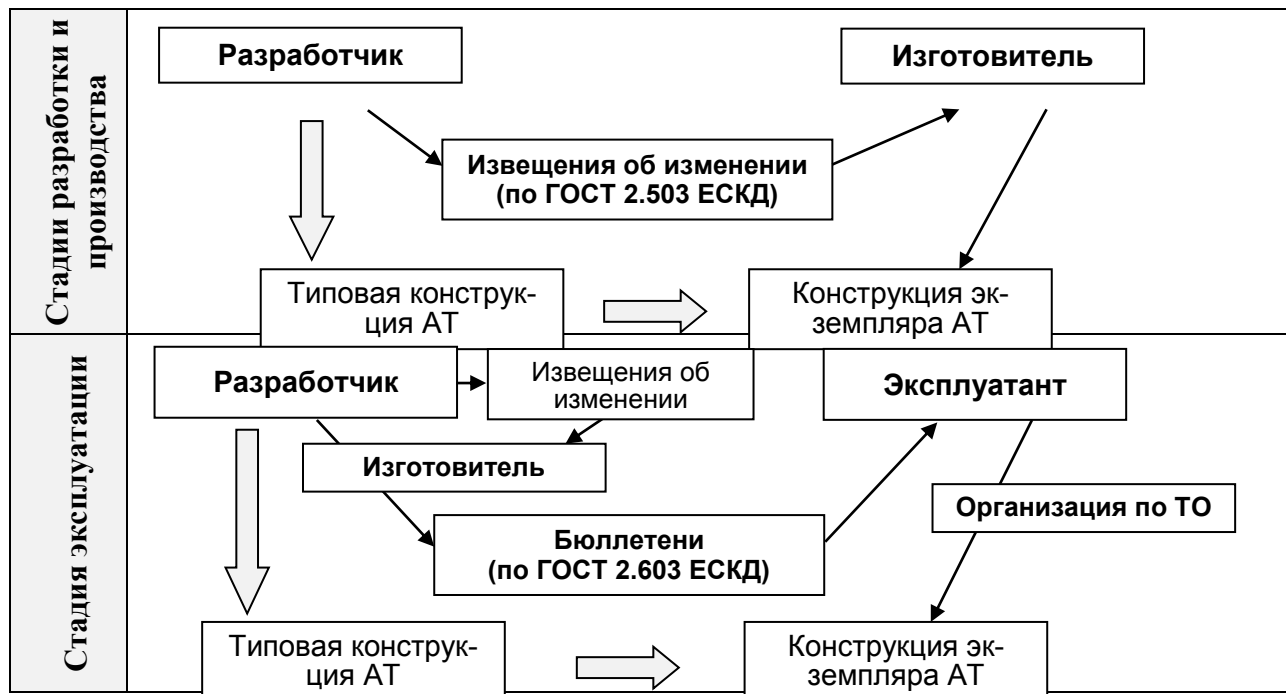 Стадии разработки и
производства
Разработчик
Изготовитель
Извещения об изменении
(по ГОСТ 2.503 ЕСКД)
Типовая конструк-
ция АТ
Конструкция эк-
земпляра АТ
Стадия эксплуатации
Разработчик
Извещения об
изменении
Эксплуатант
Изготовитель
Организация по ТО
Бюллетени
(по ГОСТ 2.603 ЕСКД)
Типовая конструк-
ция АТ
Конструкция эк-
земпляра АТ